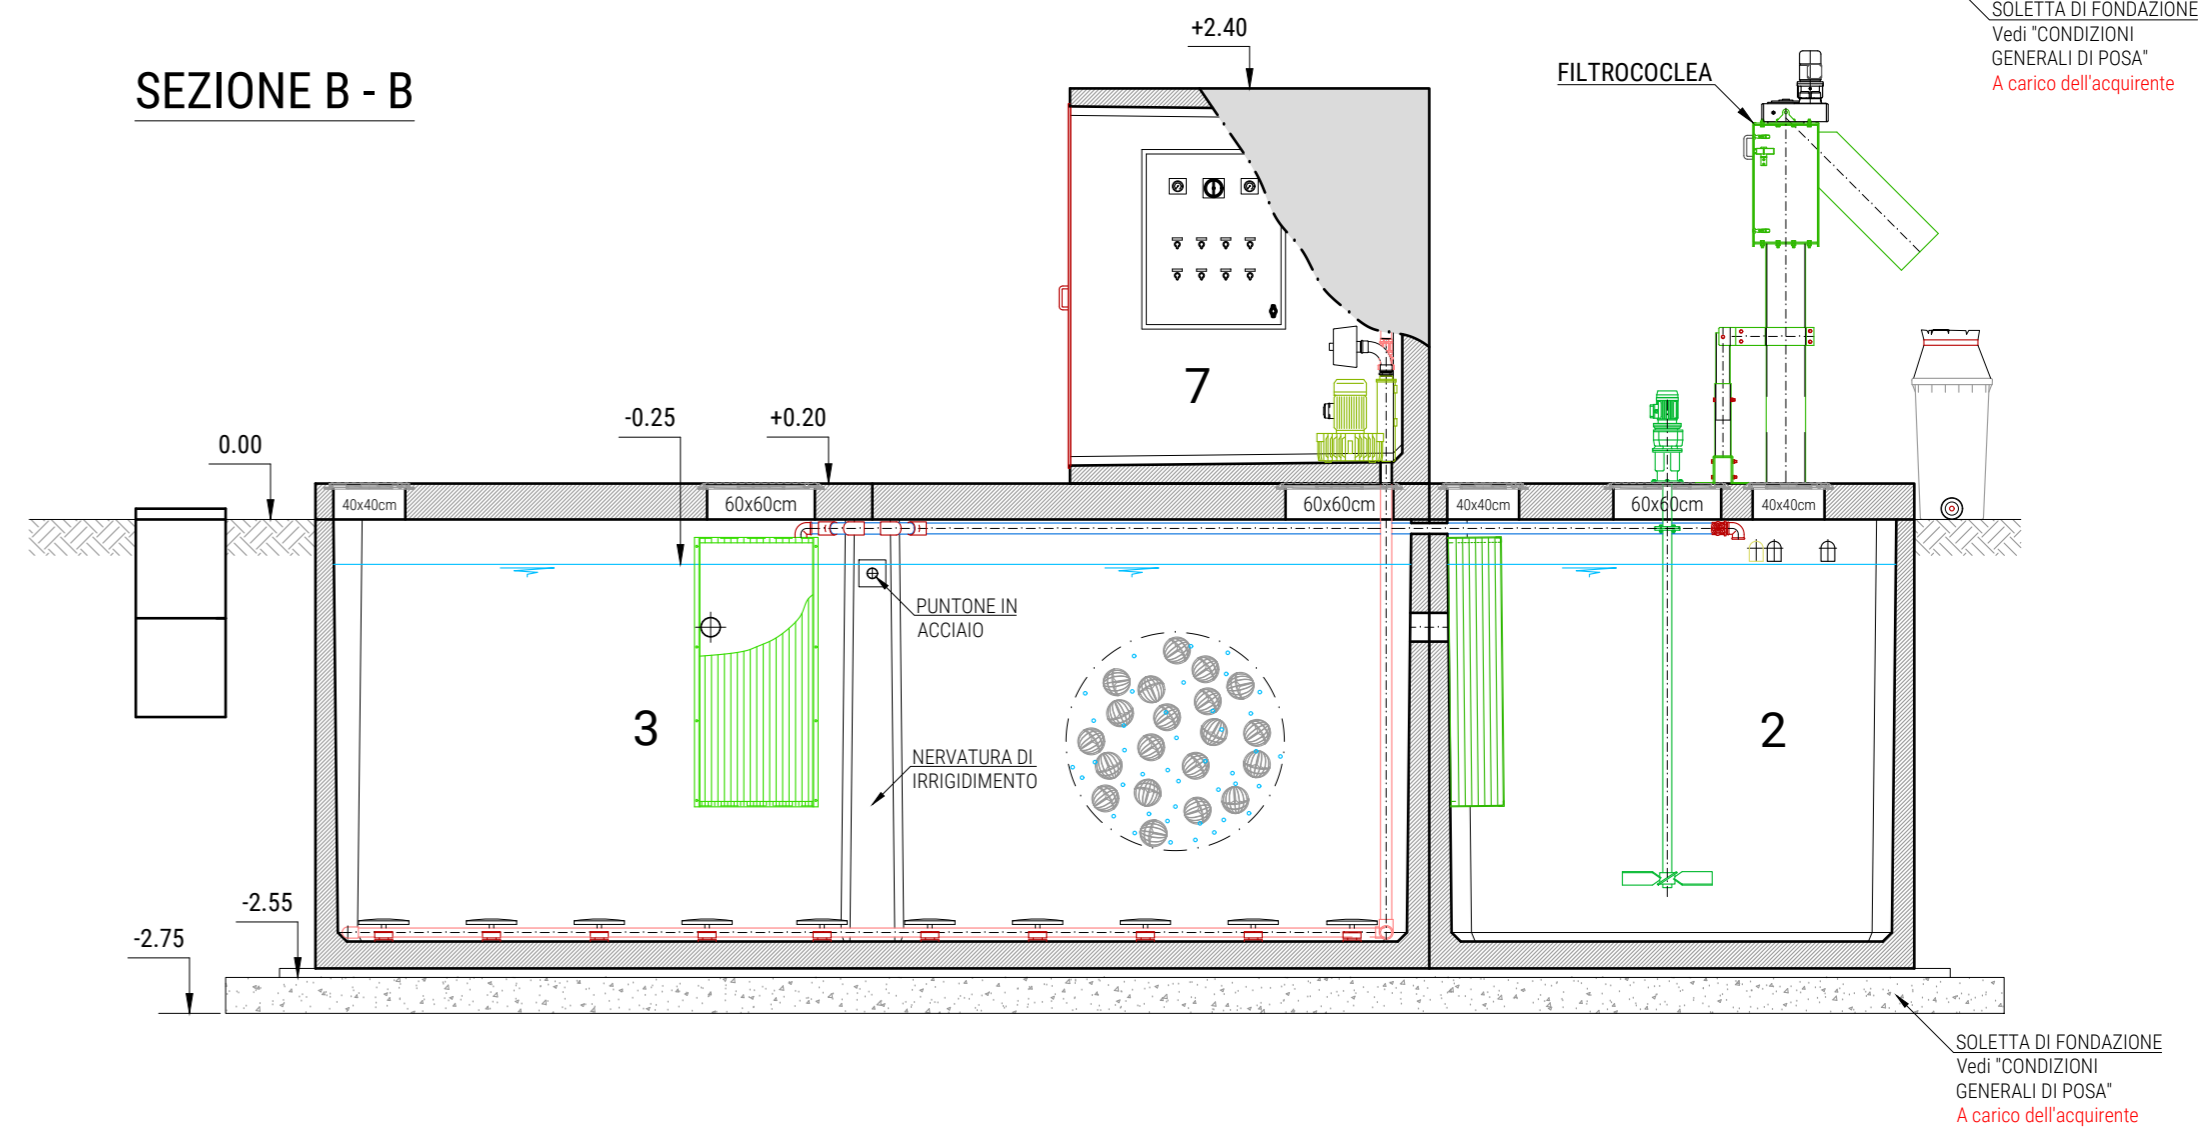 SOLETTA DI FONDAZIONE
Vedi "CONDIZIONI
GENERALI DI POSA"
A carico dell'acquirente
SEZIONE B - B
+2.40
FILTROCOCLEA
7
0.00
-0.25
+0.20
40x40cm
60x60cm
60x60cm
40x40cm
60x60cm
40x40cm
PUNTONE IN
ACCIAIO
3
2
NERVATURA DI
IRRIGIDIMENTO
-2.55
-2.75
SOLETTA DI FONDAZIONE
Vedi "CONDIZIONI
GENERALI DI POSA"
A carico dell'acquirente